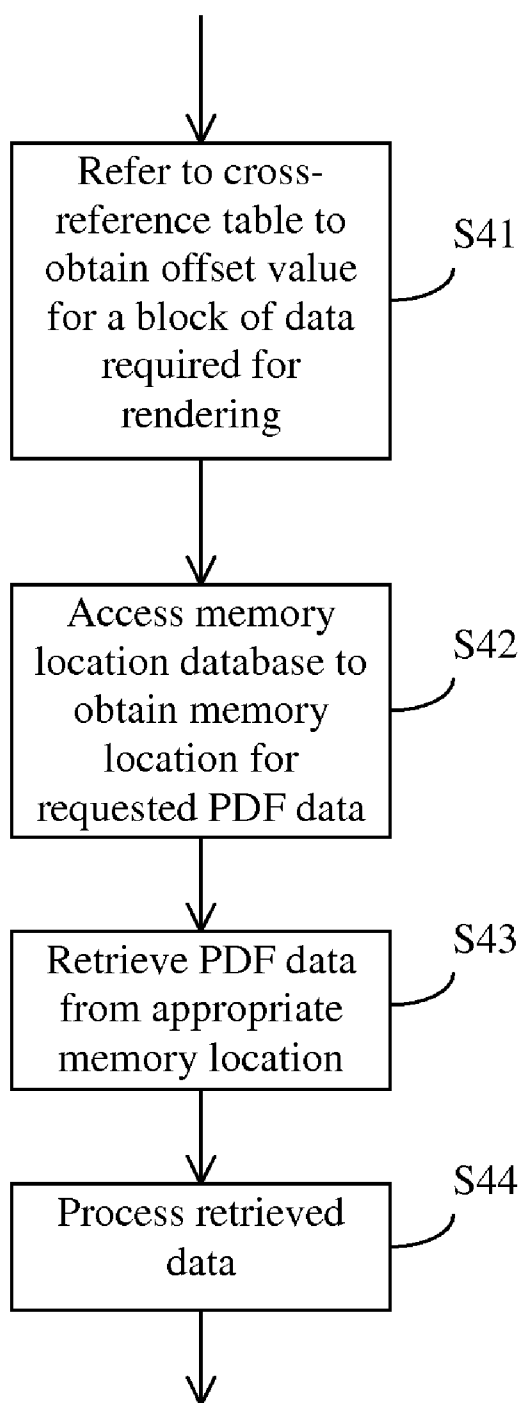 Refer to cross-
reference table to
obtain offset value
for a block of data
required for
rendering
S41
Access memory
location database to
obtain memory
location for
requested PDF data
S42
Retrieve PDF data
from appropriate
memory location
S43
Process retrieved
data
S44